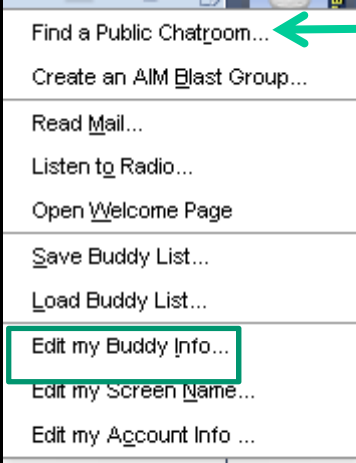 Find a Public Chatroom...
Create an AIM Blast Group...
Read Mail...
Listen to Radio...
Open Welcome Page
Save Buddy List...
Load Buddy List...
Edit my Buddy Info...
Edit my Screen Name...
Edit my Account Info ...